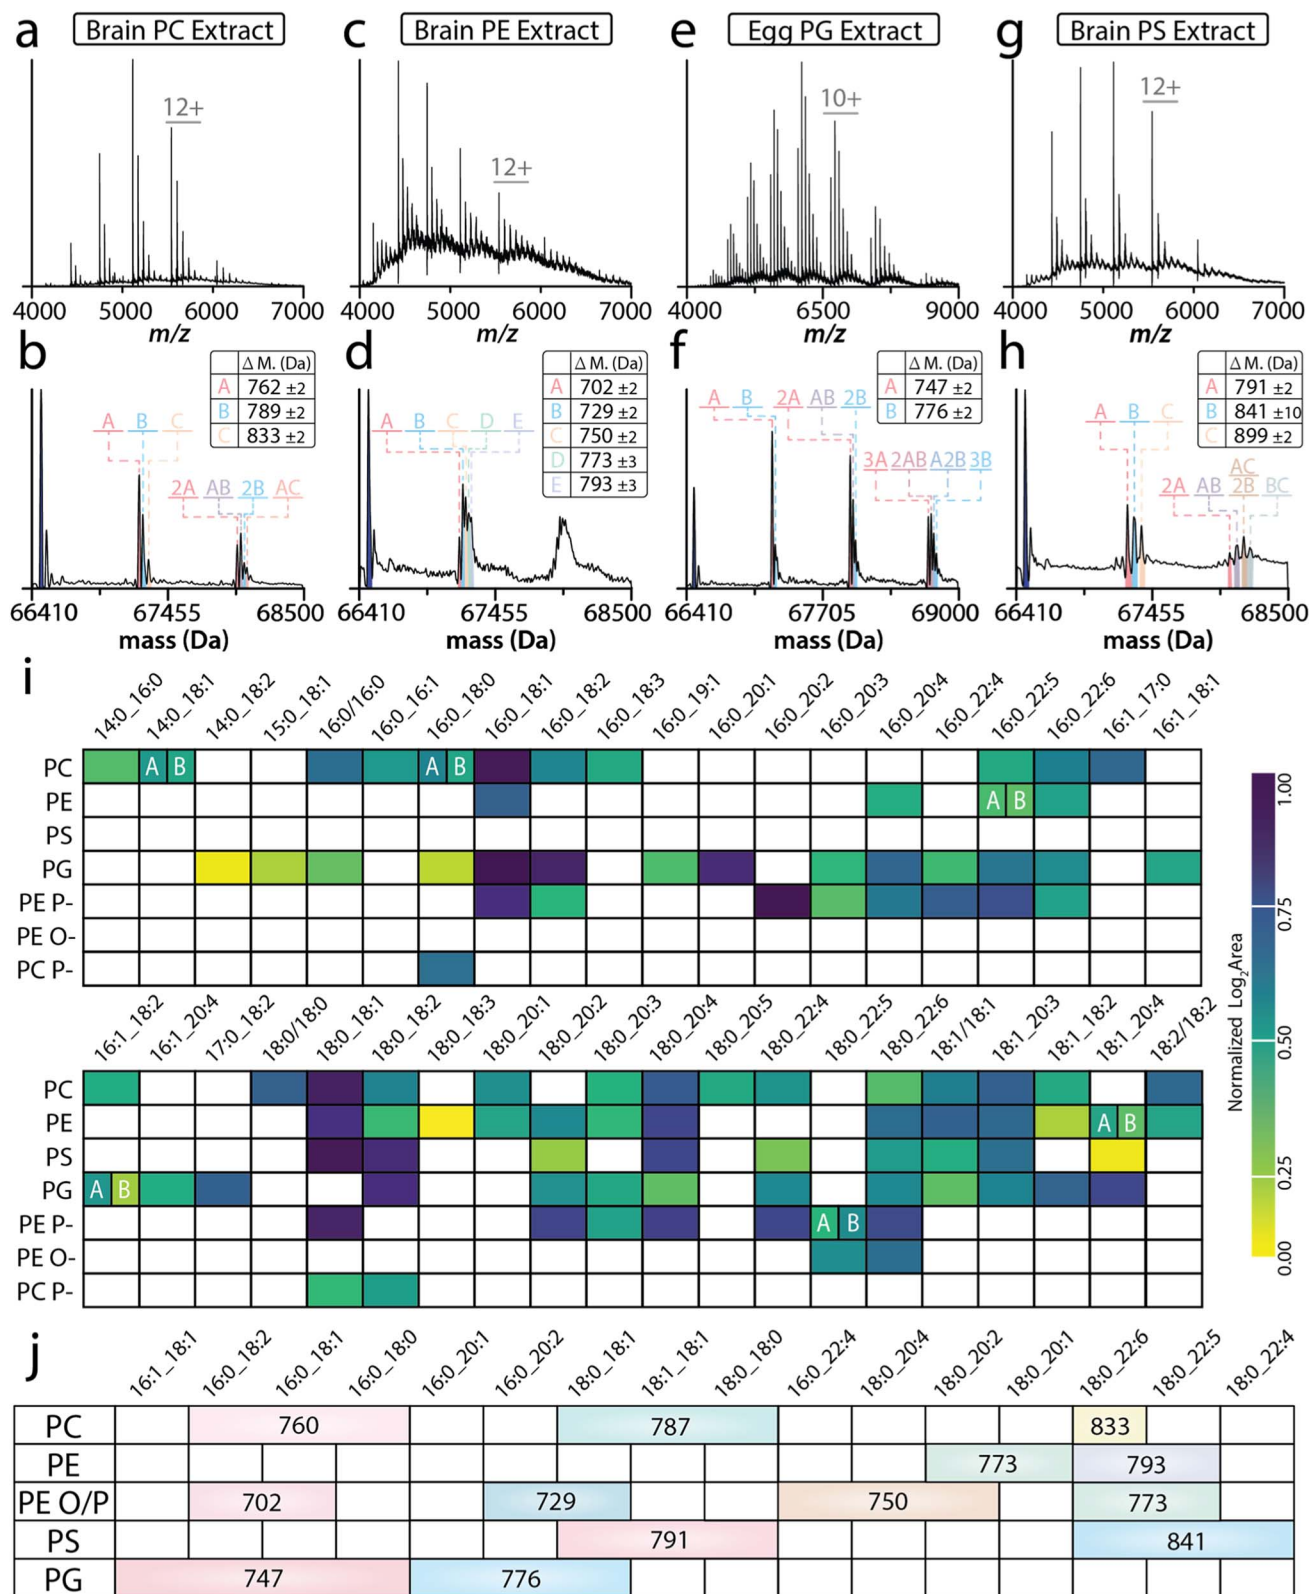 a Brain PC Extract c Brain PE Extract e Egg PG Extract g Brain PS Extract
12+ 12+ 10+ 12+
4000 5000 6000 7000 4000 5000 6000 7000 4000 6500 9000 4000 5000 6000 7000
m/z m/z m/z m/z
b
Δ M. (Da)
A 762 ±2
B 789 ±2
C 833 ±2
A B C
2A AB 2B AC
66410 67455 68500
mass (Da)
d
Δ M. (Da)
A 702 ±2
B 729 ±2
C 750 ±2
D 773 ±3
E 793 ±3
A B C D E
66410 67455 68500
mass (Da)
f
Δ M. (Da)
A 747 ±2
B 776 ±2
A B 2A AB 2B
3A 2AB A2B 3B
66410 67705 69000
mass (Da)
h
Δ M. (Da)
A 791 ±2
B 841 ±10
C 899 ±2
A B C
AC
2A AB 2B BC
66410 67455 68500
mass (Da)
i
14:0_16:0 14:0_18:1 14:0_18:2 15:0_18:1 16:0/16:0 16:0_16:1 16:0_18:0 16:0_18:1 16:0_18:2 16:0_18:3 16:0_19:1 16:0_20:1 16:0_20:2 16:0_20:3 16:0_20:4 16:0_22:4 16:0_22:5 16:0_22:6 16:1_17:0 16:1_18:1
PC A B A B
PE A B
PS
PG
PE P-
PE O-
PC P-
16:1_18:2 16:1_20:4 17:0_18:2 18:0/18:0 18:0_18:1 18:0_18:2 18:0_18:3 18:0_20:1 18:0_20:2 18:0_20:3 18:0_20:4 18:0_20:5 18:0_22:4 18:0_22:5 18:0_22:6 18:1/18:1 18:1_20:3 18:1_18:2 18:1_20:4 18:2/18:2
PC
PE A B
PS
PG A B
PE P- A B
PE O-
PC P-
1.00
0.75
0.50
0.25
0.00
Normalized Log2Area
j
16:1_18:1 16:0_18:2 16:0_18:1 16:0_18:0 16:0_20:1 16:0_20:2 18:0_18:1 18:1_18:1 18:0_18:0 16:0_22:4 18:0_20:4 18:0_20:2 18:0_20:1 18:0_22:6 18:0_22:5 18:0_22:4
PC 760 787 833
PE 773 793
PE O/P 702 729 750 773
PS 791 841
PG 747 776